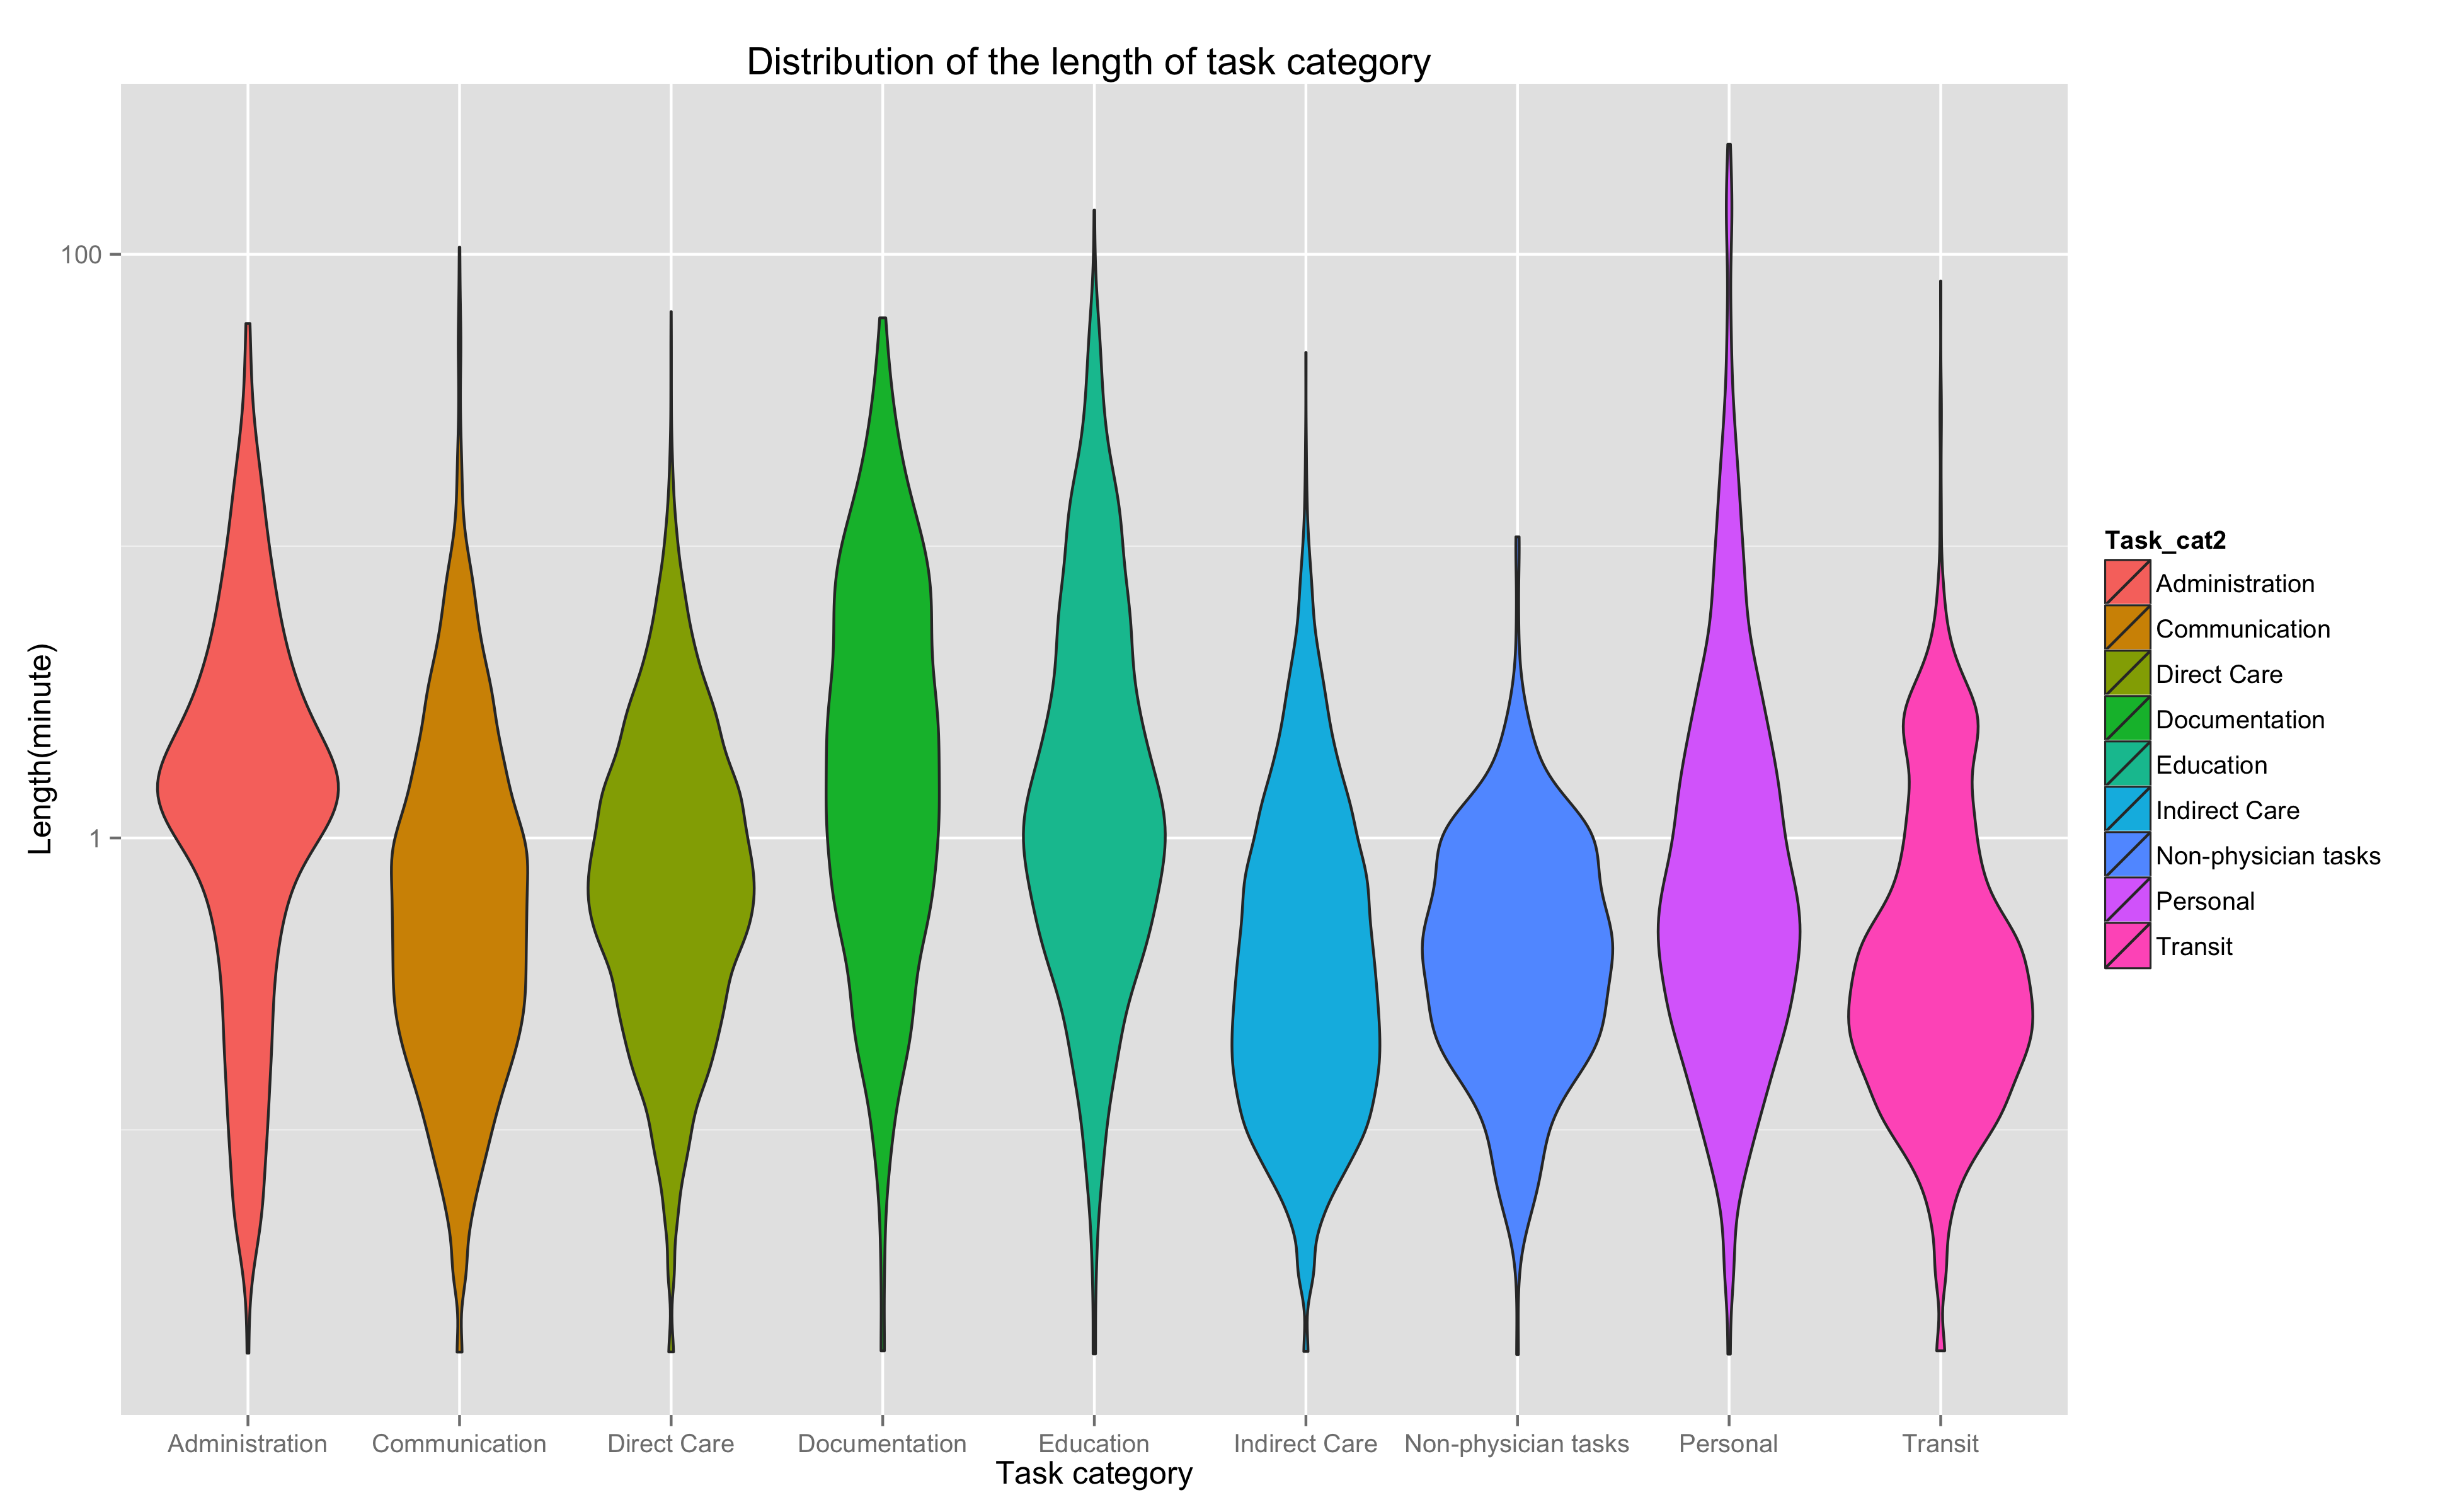 Distribution of the length of task category
Length(minute)
100
1
Administration
Communication
Direct Care
Documentation
Education
Indirect Care
Non-physician tasks
Personal
Transit
Task category
Task_cat2
Administration
Communication
Direct Care
Documentation
Education
Indirect Care
Non-physician tasks
Personal
Transit